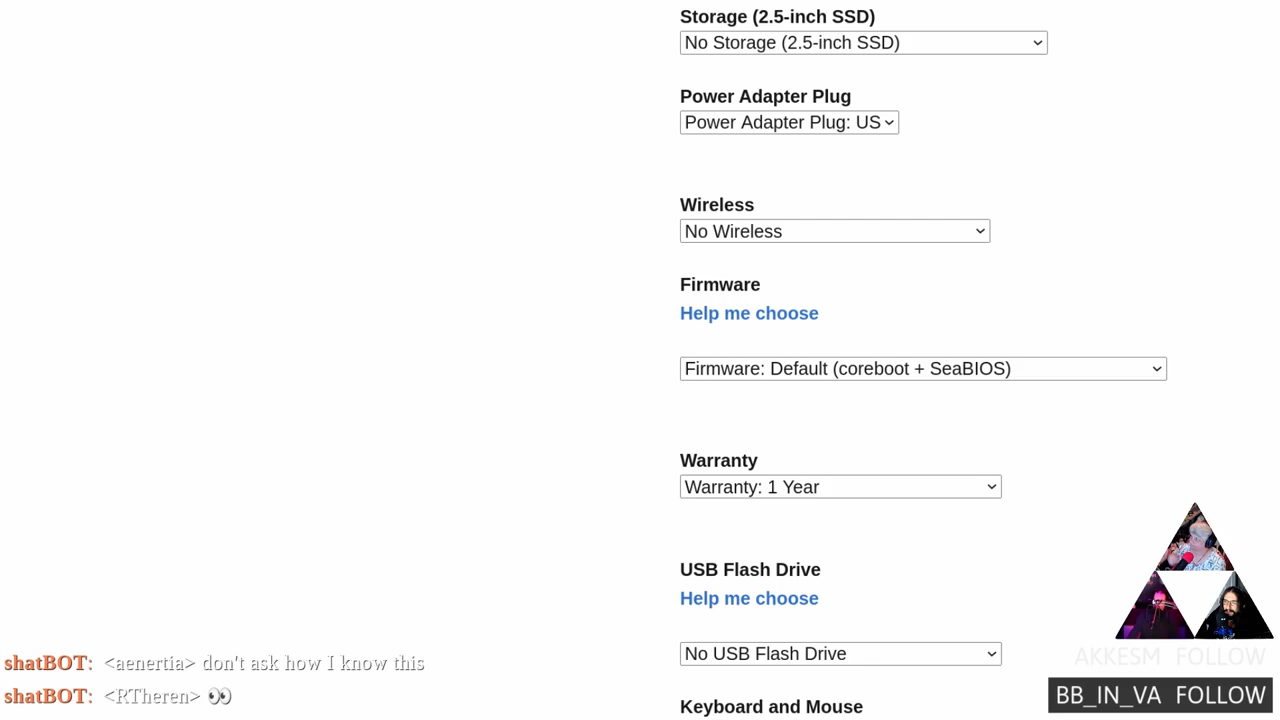 Storage (2.5-inch SSD)
No Storage (2.5-inch SSD)
Power Adapter Plug
Power Adapter Plug: US
Wireless
No Wireless
Firmware
Help me choose
Firmware: Default (coreboot + SeaBIOS)
Warranty
Warranty: 1 Year
USB Flash Drive
Help me choose
No USB Flash Drive
Keyboard and Mouse
shatBOT: <aenertia> don't ask how I know this
shatBOT: <RTheren> 👀
AKKESM FOLLOW
BB_IN_VA FOLLOW